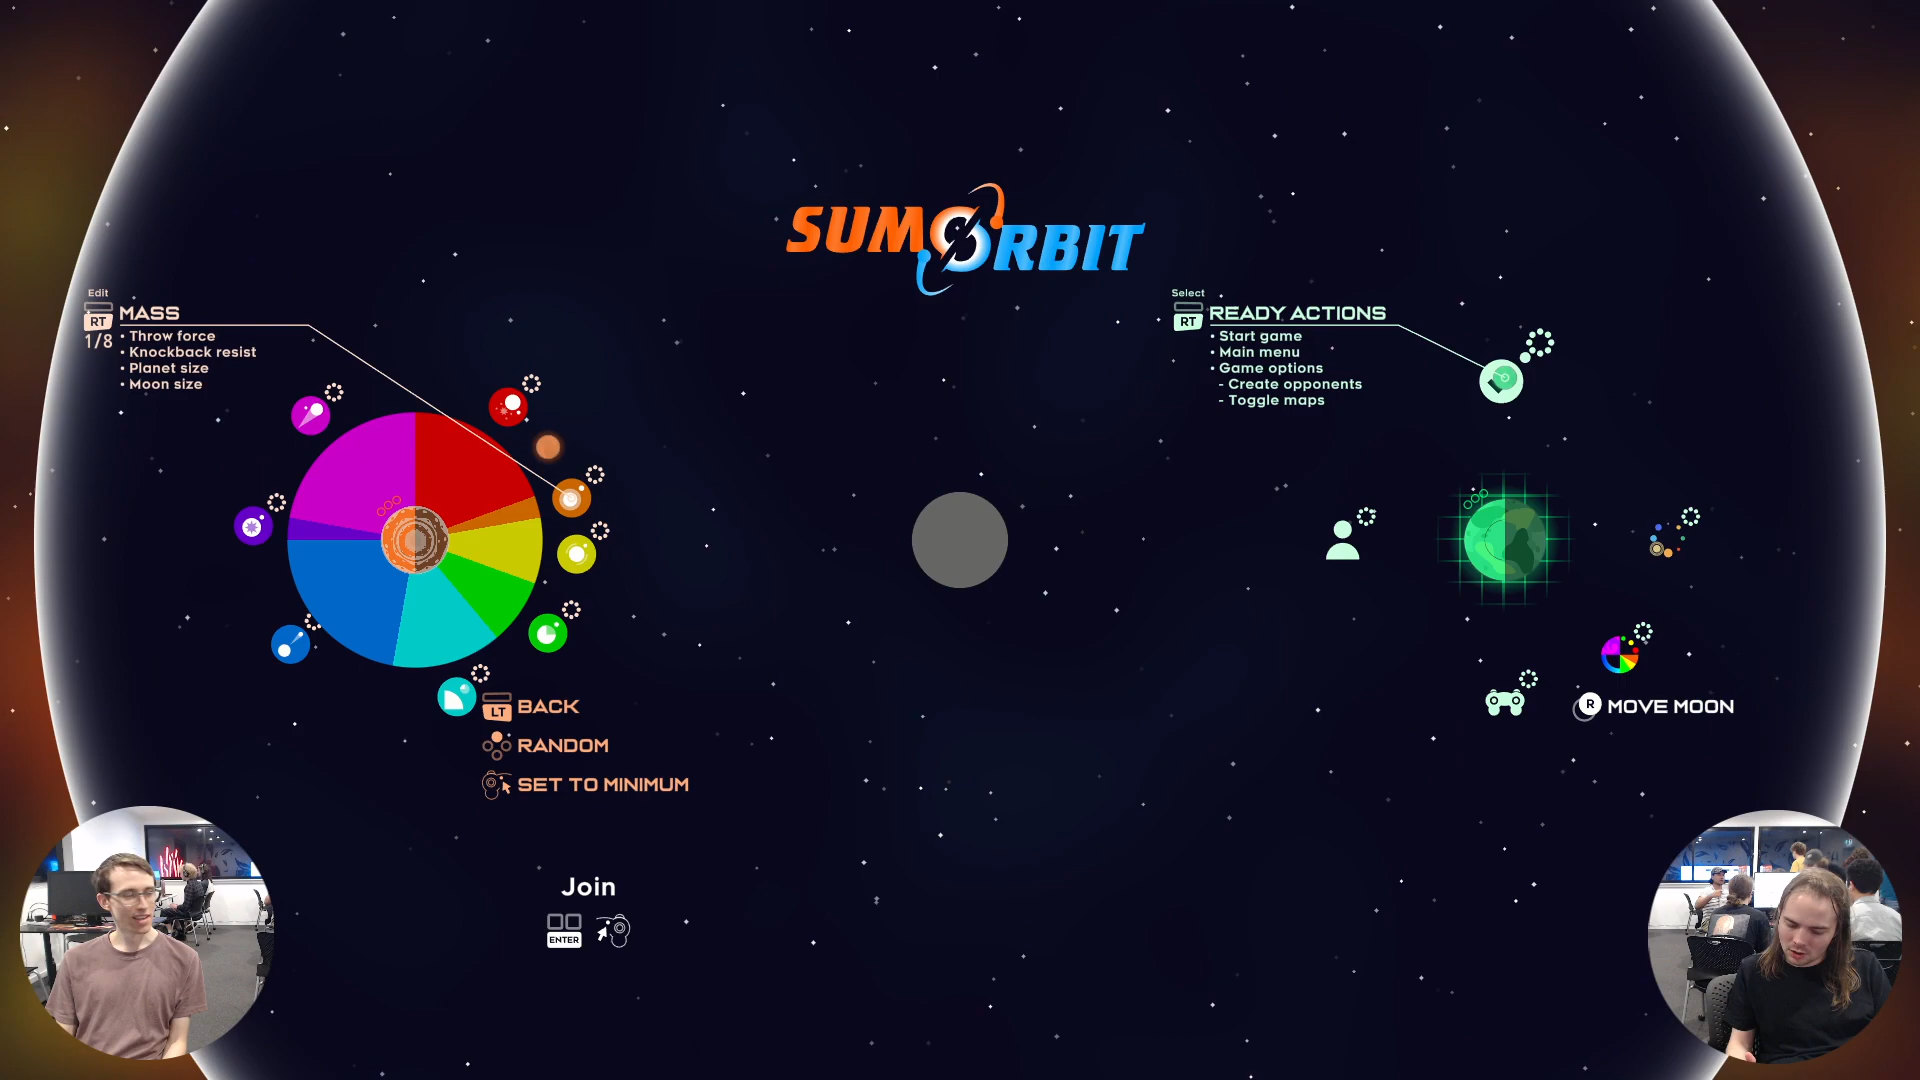 SUMORBIT
Edit
RT
MASS
1/8
• Throw force
• Knockback resist
• Planet size
• Moon size
Select
RT
READY ACTIONS
• Start game
• Main menu
• Game options
- Create opponents
- Toggle maps
LT
BACK
RANDOM
SET TO MINIMUM
R
MOVE MOON
Join
ENTER